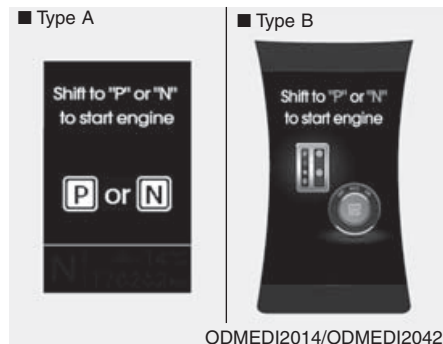 ■ Type A
Shift to "P" or "N"
to start engine
P or N
■ Type B
Shift to "P" or "N"
to start engine
ODMEDI2014/ODMEDI2042